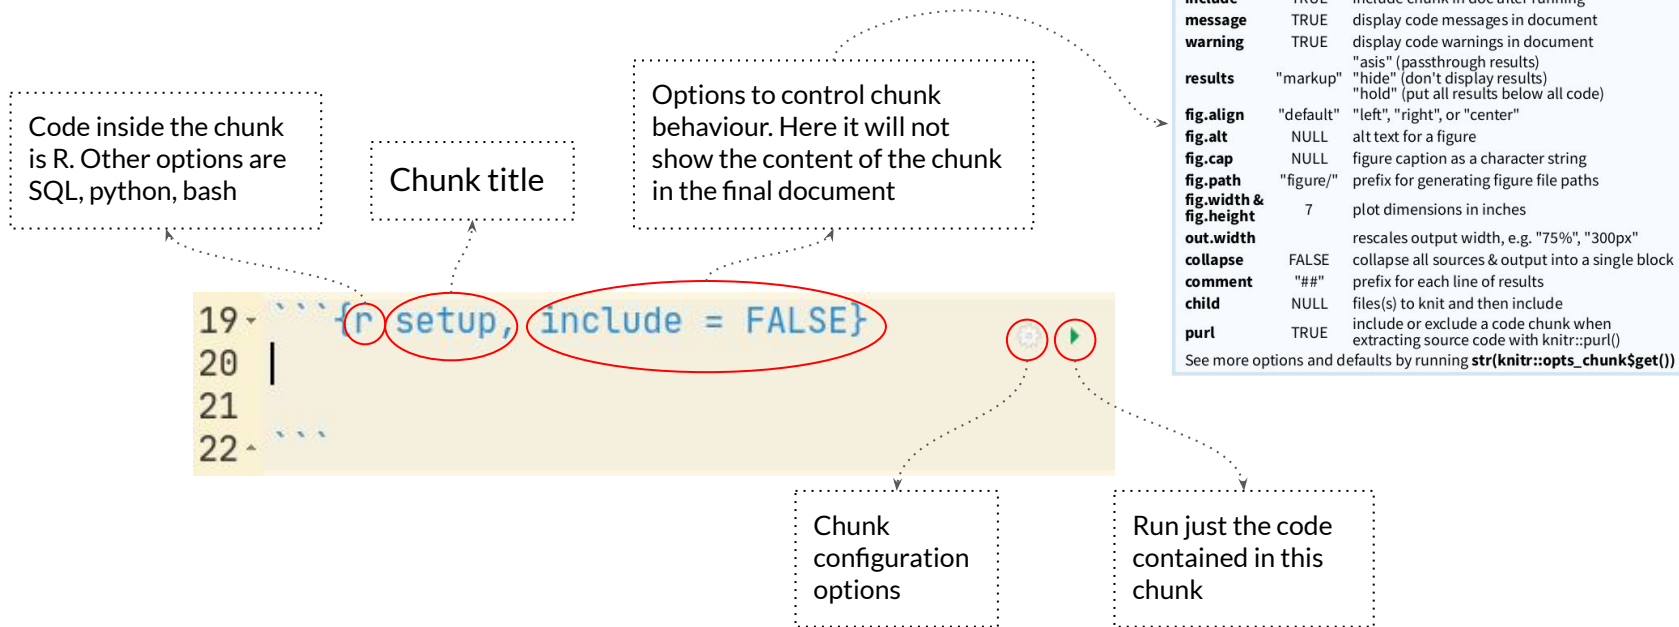 Code inside the chunk
is R. Other options are
SQL, python, bash
Chunk title
Options to control chunk
behaviour. Here it will not
show the content of the chunk
in the final document
include TRUE include chunk in doc after running
message TRUE display code messages in document
warning TRUE display code warnings in document
"asis" (passthrough results)
results "markup" "hide" (don't display results)
"hold" (put all results below all code)
fig.align "default" "left", "right", or "center"
fig.alt NULL alt text for a figure
fig.cap NULL figure caption as a character string
fig.path "figure/" prefix for generating figure file paths
fig.width &
fig.height 7 plot dimensions in inches
out.width rescales output width, e.g. "75%", "300px"
collapse FALSE collapse all sources & output into a single block
comment "##" prefix for each line of results
child NULL files(s) to knit and then include
purl TRUE include or exclude a code chunk when
extracting source code with knitr::purl()
See more options and defaults by running str(knitr::opts_chunk$get())
19 ```{r setup, include = FALSE}
20
21
22 ```
Chunk
configuration
options
Run just the code
contained in this
chunk